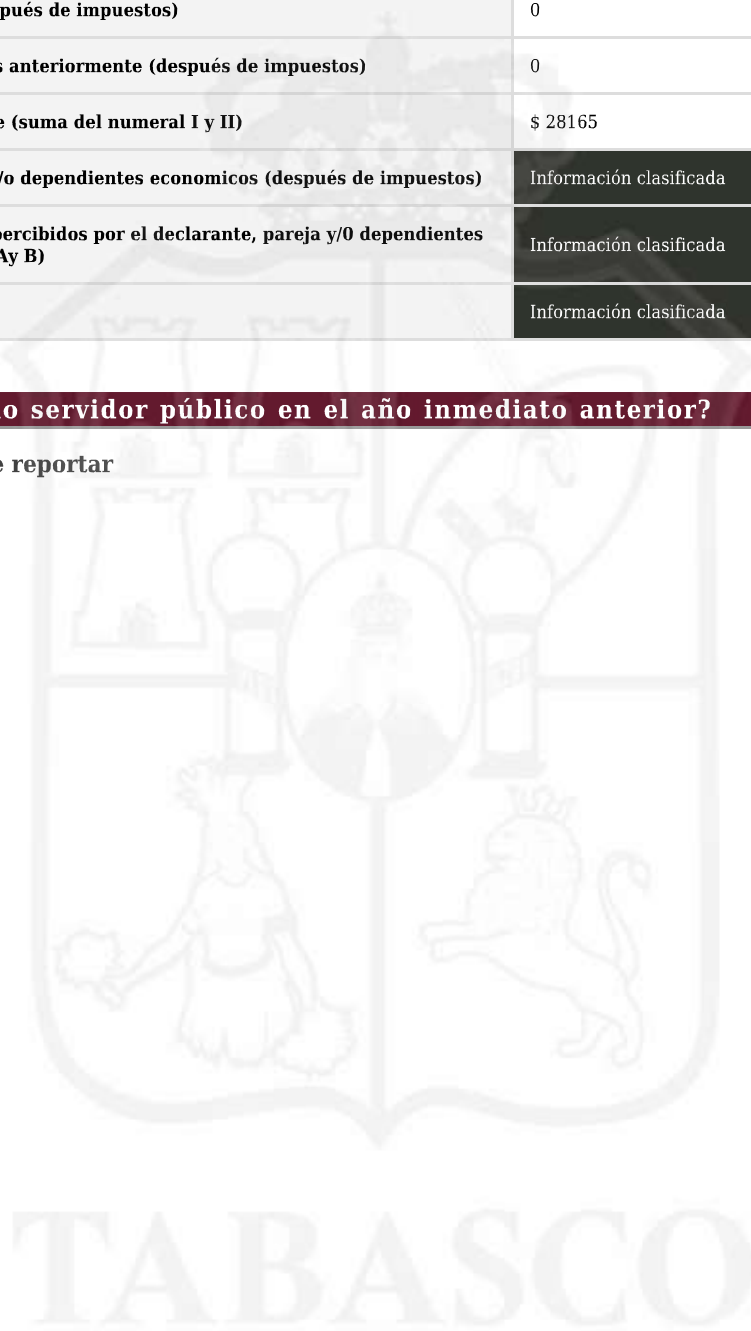 pués de impuestos)
0
s anteriormente (después de impuestos)
0
e (suma del numeral I y II)
$ 28165
/o dependientes economicos (después de impuestos)
Información clasificada
percibidos por el declarante, pareja y/0 dependientes
Ay B)
Información clasificada
Información clasificada
o servidor público en el año inmediato anterior?
e reportar
TABASCO